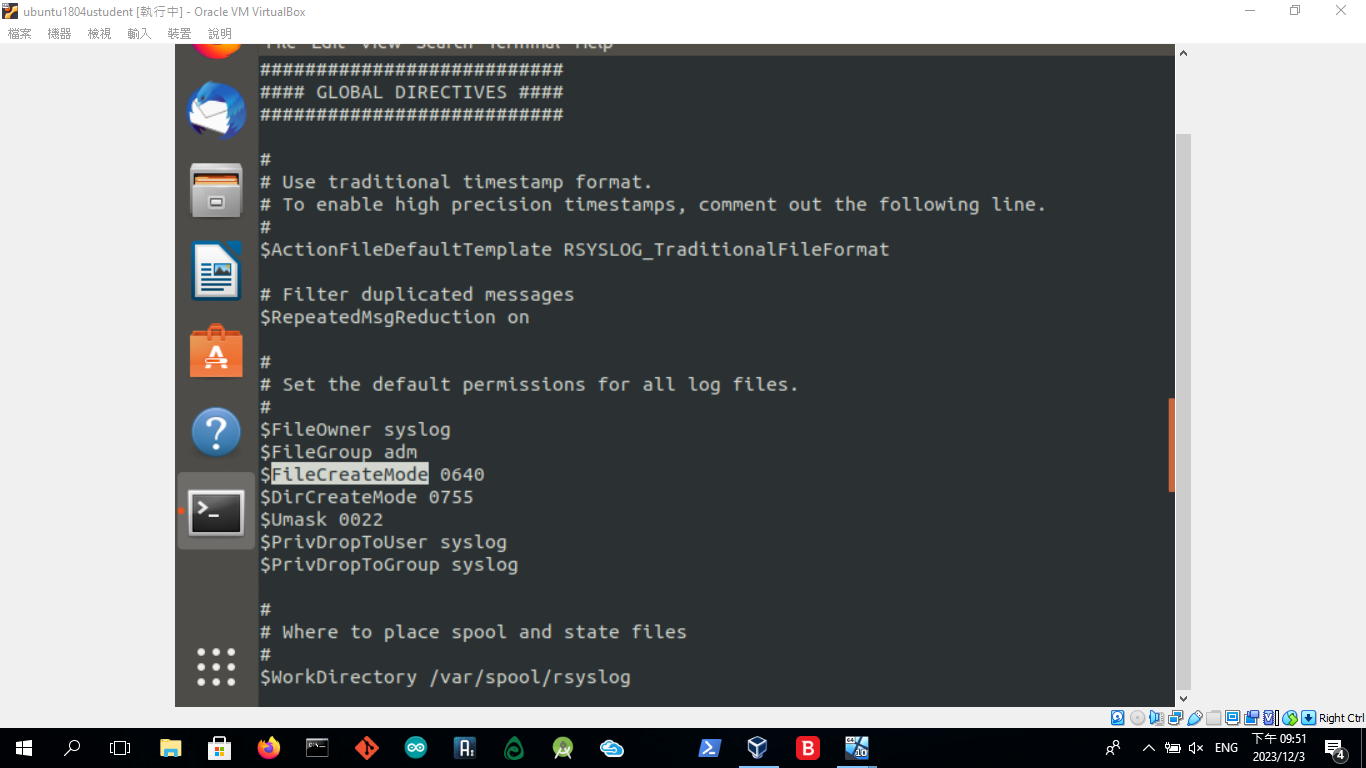 ubuntu1804ustudent [執行中] - Oracle VM VirtualBox
檔案 機器 檢視 輸入 裝置 說明
File Edit View Search Terminal Help
###########################
#### GLOBAL DIRECTIVES ####
###########################
#
# Use traditional timestamp format.
# To enable high precision timestamps, comment out the following line.
#
$ActionFileDefaultTemplate RSYSLOG_TraditionalFileFormat
# Filter duplicated messages
$RepeatedMsgReduction on
#
# Set the default permissions for all log files.
#
$FileOwner syslog
$FileGroup adm
$FileCreateMode 0640
$DirCreateMode 0755
$Umask 0022
$PrivDropToUser syslog
$PrivDropToGroup syslog
#
# Where to place spool and state files
#
$WorkDirectory /var/spool/rsyslog
Right Ctrl
ENG
下午 09:51
2023/12/3
4